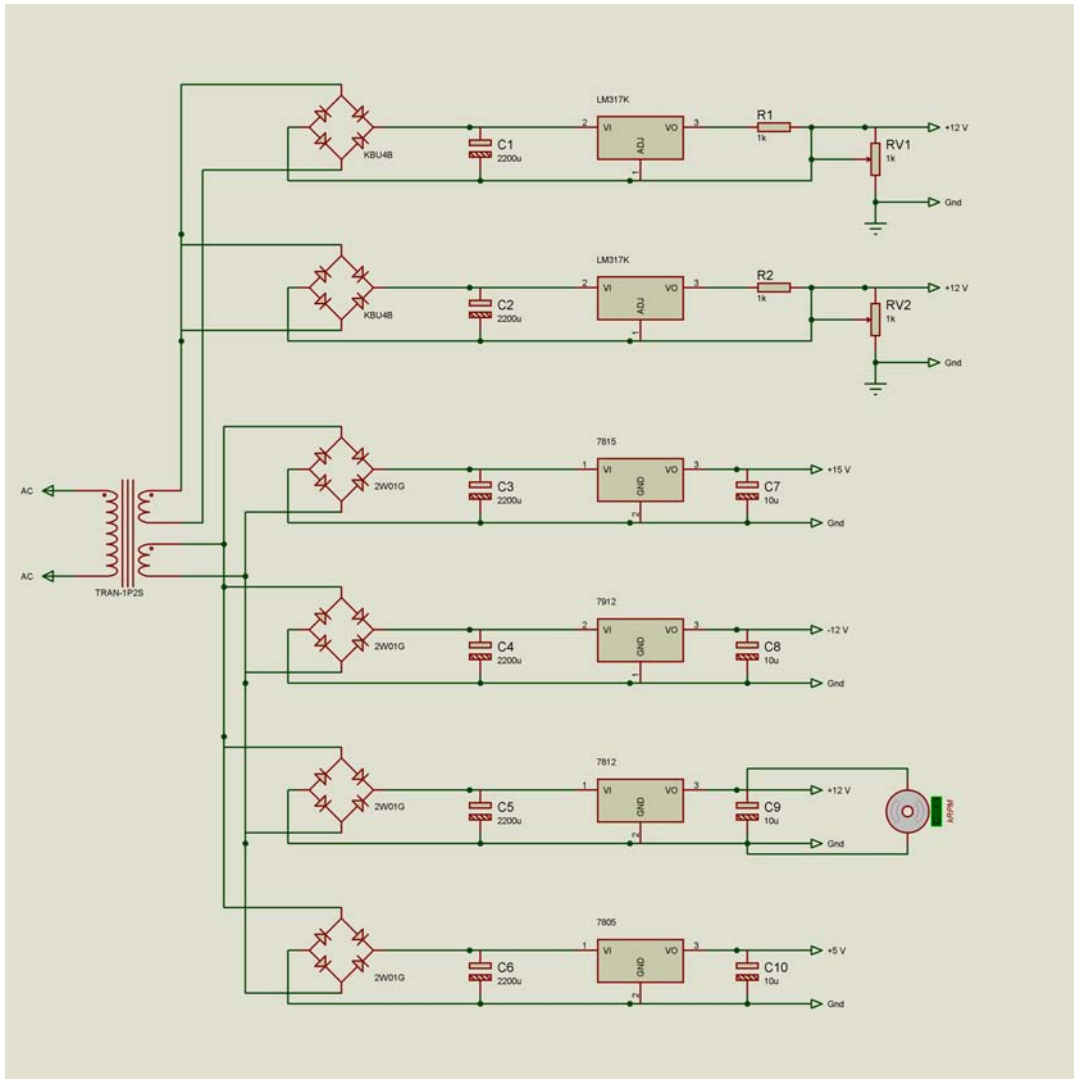 LM317K
R1
2 VI VO 3
+12 V
1k
C1
RV1
KBU4B
2200u
ADJ
1k
1
Gnd
LM317K
R2
2 VI VO 3
+12 V
1k
C2
RV2
KBU4B
2200u
ADJ
1k
1
Gnd
7815
1 VI VO 3
+15 V
C3
C7
2W01G
2200u
GND
10u
AC
2
Gnd
AC
TRAN-1P2S
7912
2 VI VO 3
-12 V
C4
C8
2W01G
2200u
GND
10u
1
Gnd
7812
1 VI VO 3
+12 V
C5
C9
2W01G
2200u
GND
10u
kRPM
2
Gnd
7805
1 VI VO 3
+5 V
C6
C10
2W01G
2200u
GND
10u
2
Gnd